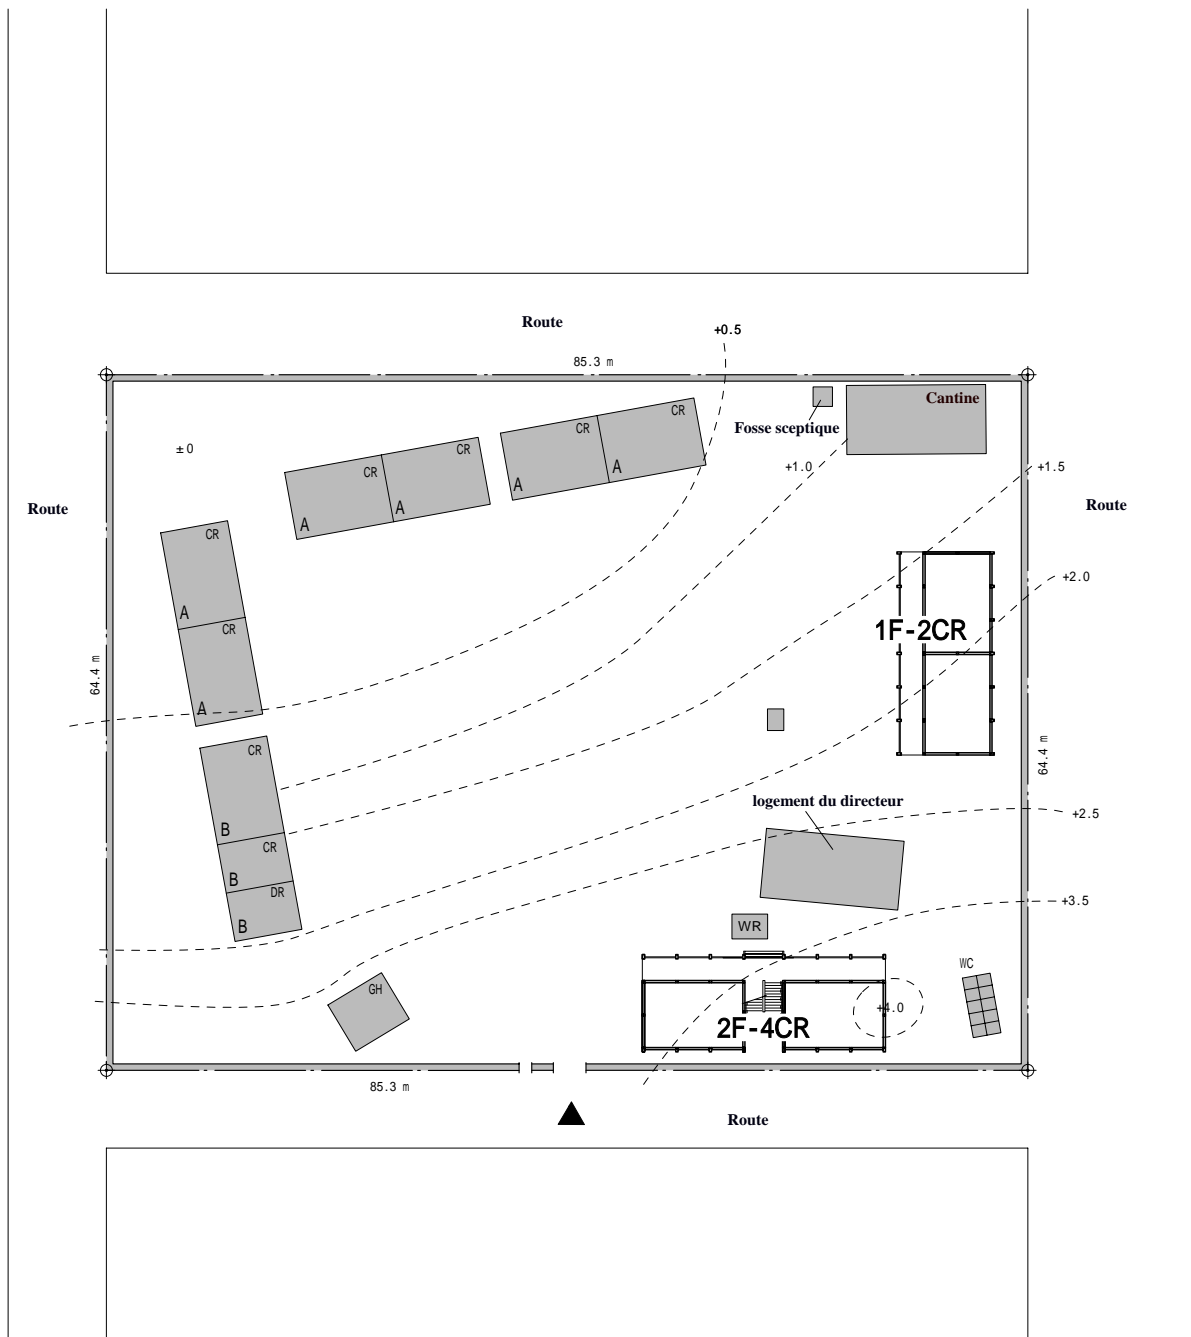 Route
+0.5
85.3 m
Cantine
CR
CR
Fosse sceptique
±0
CR
CR
+1.0
+1.5
A
A
Route
Route
A
A
CR
+2.0
A
CR
1F-2CR
64.4 m
A
CR
64.4 m
logement du directeur
+2.5
B
CR
B
DR
+3.5
B
WR
WC
GH
+4.0
2F-4CR
85.3 m
Route